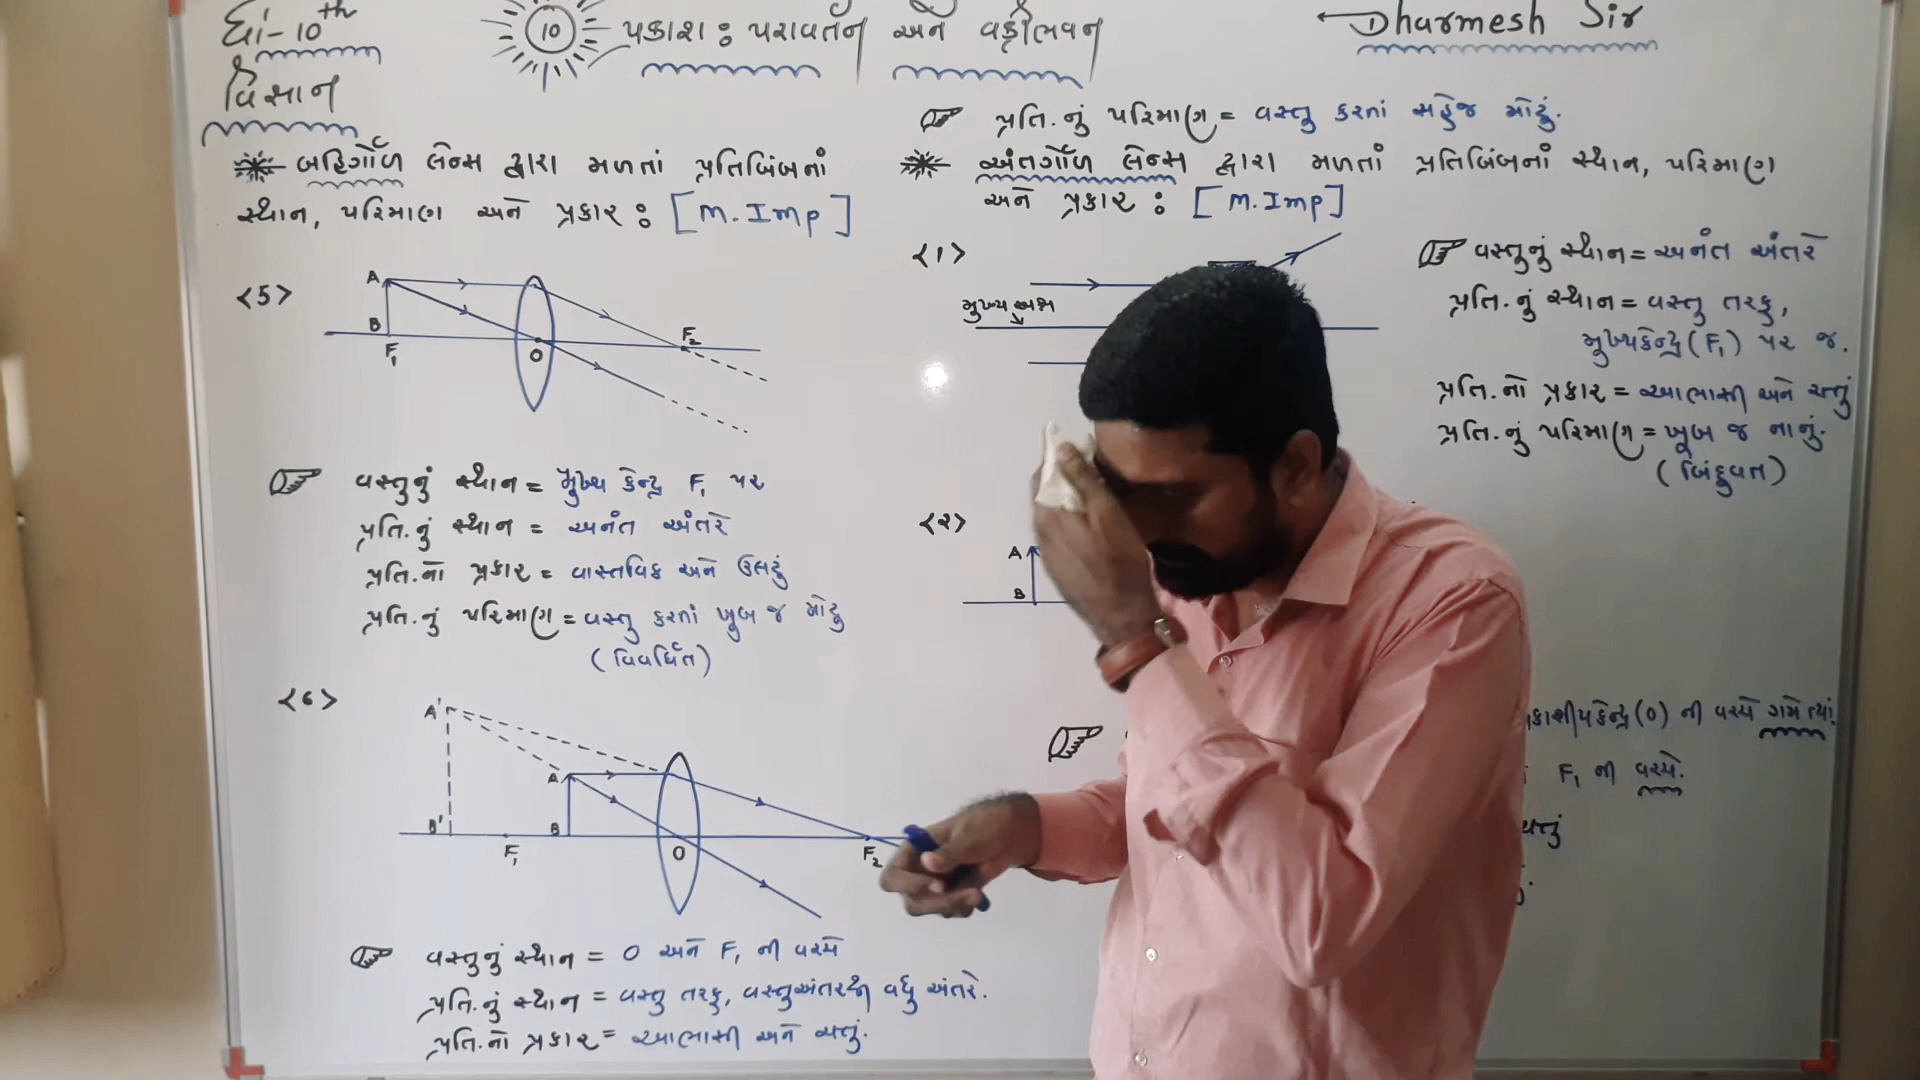 ધો-10th
વિજ્ઞાન
10 પ્રકાશ : પરાવર્તન અને વક્રીભવન
Dharmesh Sir
બહિર્ગોળ લેન્સ દ્વારા મળતાં પ્રતિબિંબનાં
સ્થાન, પરિમાણ અને પ્રકાર : [M. Imp]
<5>
A
B
F1
O
F2
વસ્તુનું સ્થાન = મુખ્ય કેન્દ્ર F1 પર
પ્રતિ.નું સ્થાન = અનંત અંતરે
પ્રતિ.નો પ્રકાર = વાસ્તવિક અને ઉલટું
પ્રતિ.નું પરિમાણ = વસ્તુ કરતાં ખૂબ જ મોટું
(વિવર્ધિત)
<6>
A'
A
B'
B
F1
O
F2
વસ્તુનું સ્થાન = O અને F1 ની વચ્ચે
પ્રતિ.નું સ્થાન = વસ્તુ તરફ, વસ્તુઅંતરથી વધુ અંતરે.
પ્રતિ.નો પ્રકાર = આભાસી અને ચત્તું.
પ્રતિ.નું પરિમાણ = વસ્તુ કરતાં સહેજ મોટું.
અંતર્ગોળ લેન્સ દ્વારા મળતાં પ્રતિબિંબનાં સ્થાન, પરિમાણ
અને પ્રકાર : [M. Imp]
<1>
મુખ્ય અક્ષ
વસ્તુનું સ્થાન = અનંત અંતરે
પ્રતિ.નું સ્થાન = વસ્તુ તરફ,
મુખ્યકેન્દ્ર (F1) પર જ.
પ્રતિ.નો પ્રકાર = આભાસી અને ચત્તું
પ્રતિ.નું પરિમાણ = ખૂબ જ નાનું.
(બિંદુવત)
<2>
A
B
(O) ની વચ્ચે ગમે ત્યાં.
F1 ની વચ્ચે.